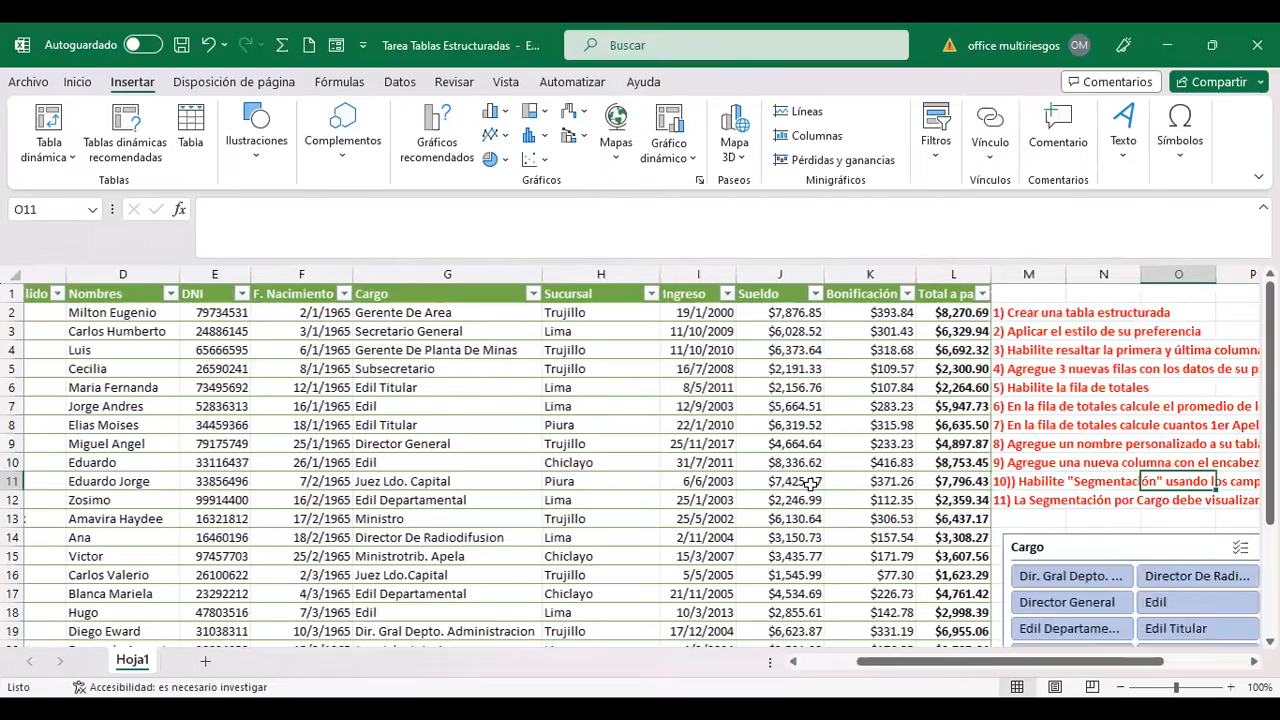 Autoguardado Tarea Tablas Estructuradas - E... Buscar office multiriesgos OM
Archivo Inicio Insertar Disposición de página Fórmulas Datos Revisar Vista Automatizar Ayuda Comentarios Compartir
Tabla dinámica Tablas dinámicas recomendadas Tabla Ilustraciones Complementos Gráficos recomendados Mapas Gráfico dinámico Mapa 3D Líneas Columnas Pérdidas y ganancias Filtros Vínculo Comentario Texto Símbolos
Tablas Gráficos Paseos Minigráficos Vínculos Comentarios
O11 fx
D E F G H I J K L M N O P
1 lido Nombres DNI F. Nacimiento Cargo Sucursal Ingreso Sueldo Bonificación Total a pa
2 Milton Eugenio 79734531 2/1/1965 Gerente De Area Trujillo 19/1/2000 $7,876.85 $393.84 $8,270.69 1) Crear una tabla estructurada
3 Carlos Humberto 24886145 3/1/1965 Secretario General Lima 11/10/2009 $6,028.52 $301.43 $6,329.94 2) Aplicar el estilo de su preferencia
4 Luis 65666595 6/1/1965 Gerente De Planta De Minas Trujillo 11/10/2010 $6,373.64 $318.68 $6,692.32 3) Habilite resaltar la primera y última column
5 Cecilia 26590241 8/1/1965 Subsecretario Trujillo 16/7/2008 $2,191.33 $109.57 $2,300.90 4) Agregue 3 nuevas filas con los datos de su p
6 Maria Fernanda 73495692 12/1/1965 Edil Titular Lima 8/5/2011 $2,156.76 $107.84 $2,264.60 5) Habilite la fila de totales
7 Jorge Andres 52836313 14/1/1965 Edil Lima 12/9/2003 $5,664.51 $283.23 $5,947.73 6) En la fila de totales calcule el promedio de l
8 Elias Moises 34459366 18/1/1965 Edil Titular Piura 22/1/2010 $6,319.52 $315.98 $6,635.50 7) En la fila de totales calcule cuantos 1er Apel
9 Miguel Angel 79175749 25/1/1965 Director General Trujillo 25/11/2017 $4,664.64 $233.23 $4,897.87 8) Agregue un nombre personalizado a su tabl
10 Eduardo 33116437 26/1/1965 Edil Chiclayo 31/7/2011 $8,336.62 $416.83 $8,753.45 9) Agregue una nueva columna con el encabez
11 Eduardo Jorge 33856496 7/2/1965 Juez Ldo. Capital Piura 6/6/2003 $371.26 $7,796.43 10)) Habilite "Segmentación" usando los camp
12 Zosimo 99914400 16/2/1965 Edil Departamental Lima 25/1/2003 $2,246.99 $112.35 $2,359.34 11) La Segmentación por Cargo debe visualizar
13 Amavira Haydee 16321812 17/2/1965 Ministro Trujillo 25/5/2002 $6,130.64 $306.53 $6,437.17
14 Ana 16460196 18/2/1965 Director De Radiodifusion Lima 2/11/2004 $3,150.73 $157.54 $3,308.27
15 Victor 97457703 25/2/1965 Ministrotrib. Apela Chiclayo 15/3/2007 $3,435.77 $171.79 $3,607.56
16 Carlos Valerio 26100622 2/3/1965 Juez Ldo.Capital Trujillo 5/5/2005 $1,545.99 $77.30 $1,623.29
17 Blanca Mariela 23292212 4/3/1965 Edil Departamental Chiclayo 21/11/2005 $4,534.69 $226.73 $4,761.42
18 Hugo 47803516 7/3/1965 Edil Lima 10/3/2013 $2,855.61 $142.78 $2,998.39
19 Diego Eward 31038311 10/3/1965 Dir. Gral Depto. Administracion Trujillo 17/12/2004 $6,623.87 $331.19 $6,955.06
Cargo
Dir. Gral Depto. ... Director De Radi...
Director General Edil
Edil Departame... Edil Titular
Hoja1
Listo Accesibilidad: es necesario investigar 100%